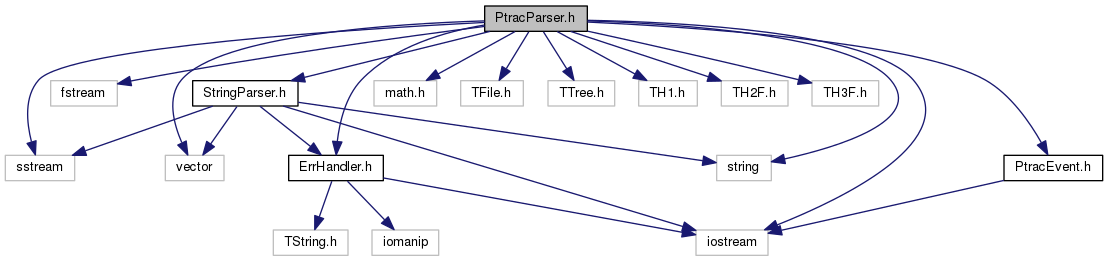 PtracParser.h
fstream
StringParser.h
math.h
TFile.h
TTree.h
TH1.h
TH2F.h
TH3F.h
sstream
vector
ErrHandler.h
string
PtracEvent.h
TString.h
iomanip
iostream